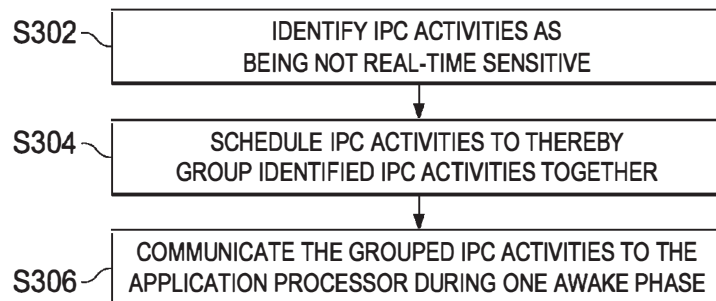 S302
IDENTIFY IPC ACTIVITIES AS
BEING NOT REAL-TIME SENSITIVE
S304
SCHEDULE IPC ACTIVITIES TO THEREBY
GROUP IDENTIFIED IPC ACTIVITIES TOGETHER
S306
COMMUNICATE THE GROUPED IPC ACTIVITIES TO THE
APPLICATION PROCESSOR DURING ONE AWAKE PHASE